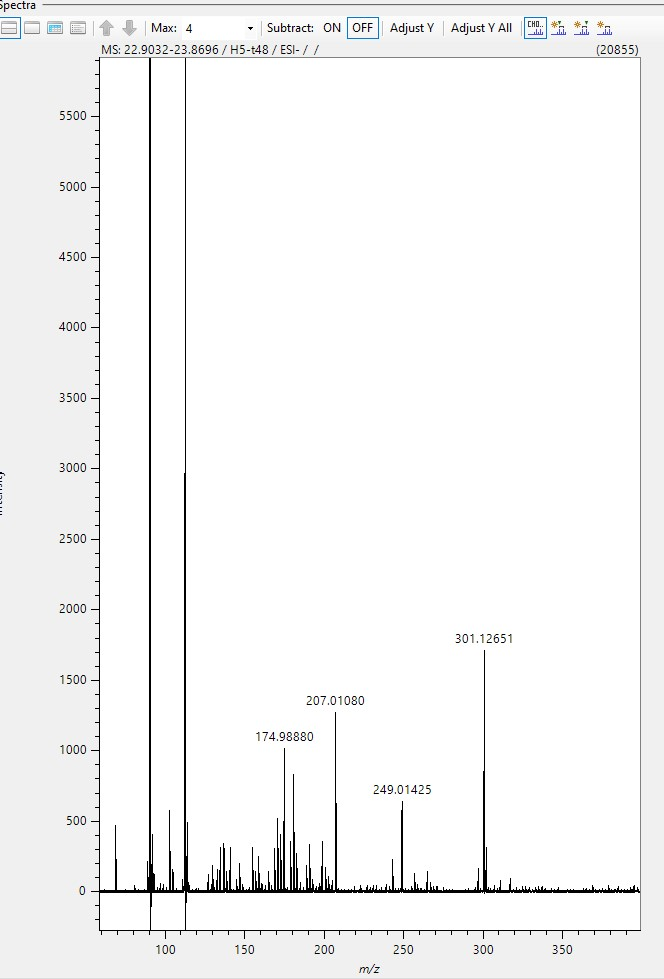 Spectra
Max: 4 Subtract: ON OFF Adjust Y Adjust Y All CHO..
MS: 22.9032-23.8696 / H5-t48 / ESI- / / (20855)
5500
5000
4500
4000
3500
3000
2500
2000
1500
1000
500
0
301.12651
207.01080
174.98880
249.01425
100 150 200 250 300 350
m/z
Intensity